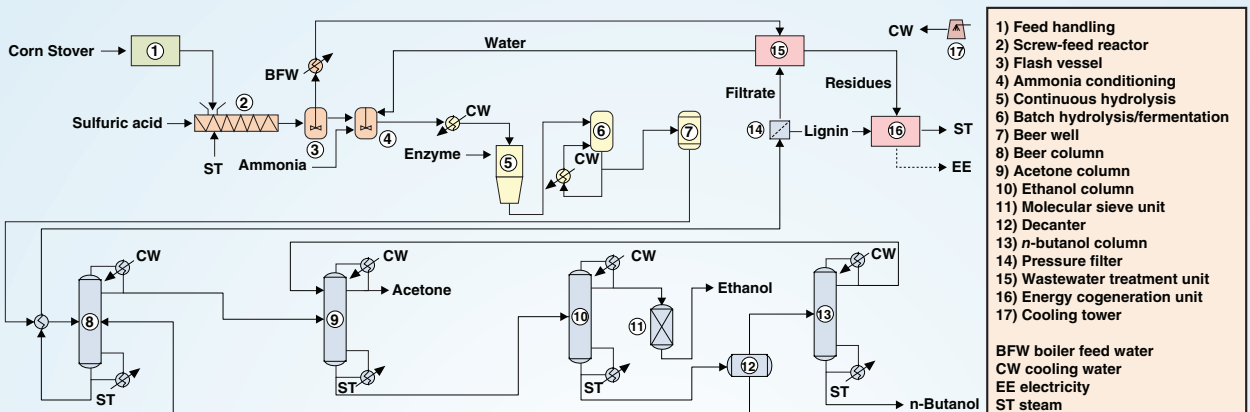 Corn Stover
1
BFW
Water
15
CW
17
Sulfuric acid
2
ST
3
Ammonia
4
CW
Enzyme
5
6
CW
7
Filtrate
Residues
14
Lignin
16
ST
EE
CW
8
ST
CW
Acetone
9
ST
CW
10
ST
11
Ethanol
12
CW
13
ST
n-Butanol
1) Feed handling
2) Screw-feed reactor
3) Flash vessel
4) Ammonia conditioning
5) Continuous hydrolysis
6) Batch hydrolysis/fermentation
7) Beer well
8) Beer column
9) Acetone column
10) Ethanol column
11) Molecular sieve unit
12) Decanter
13) n-butanol column
14) Pressure filter
15) Wastewater treatment unit
16) Energy cogeneration unit
17) Cooling tower
BFW boiler feed water
CW cooling water
EE electricity
ST steam